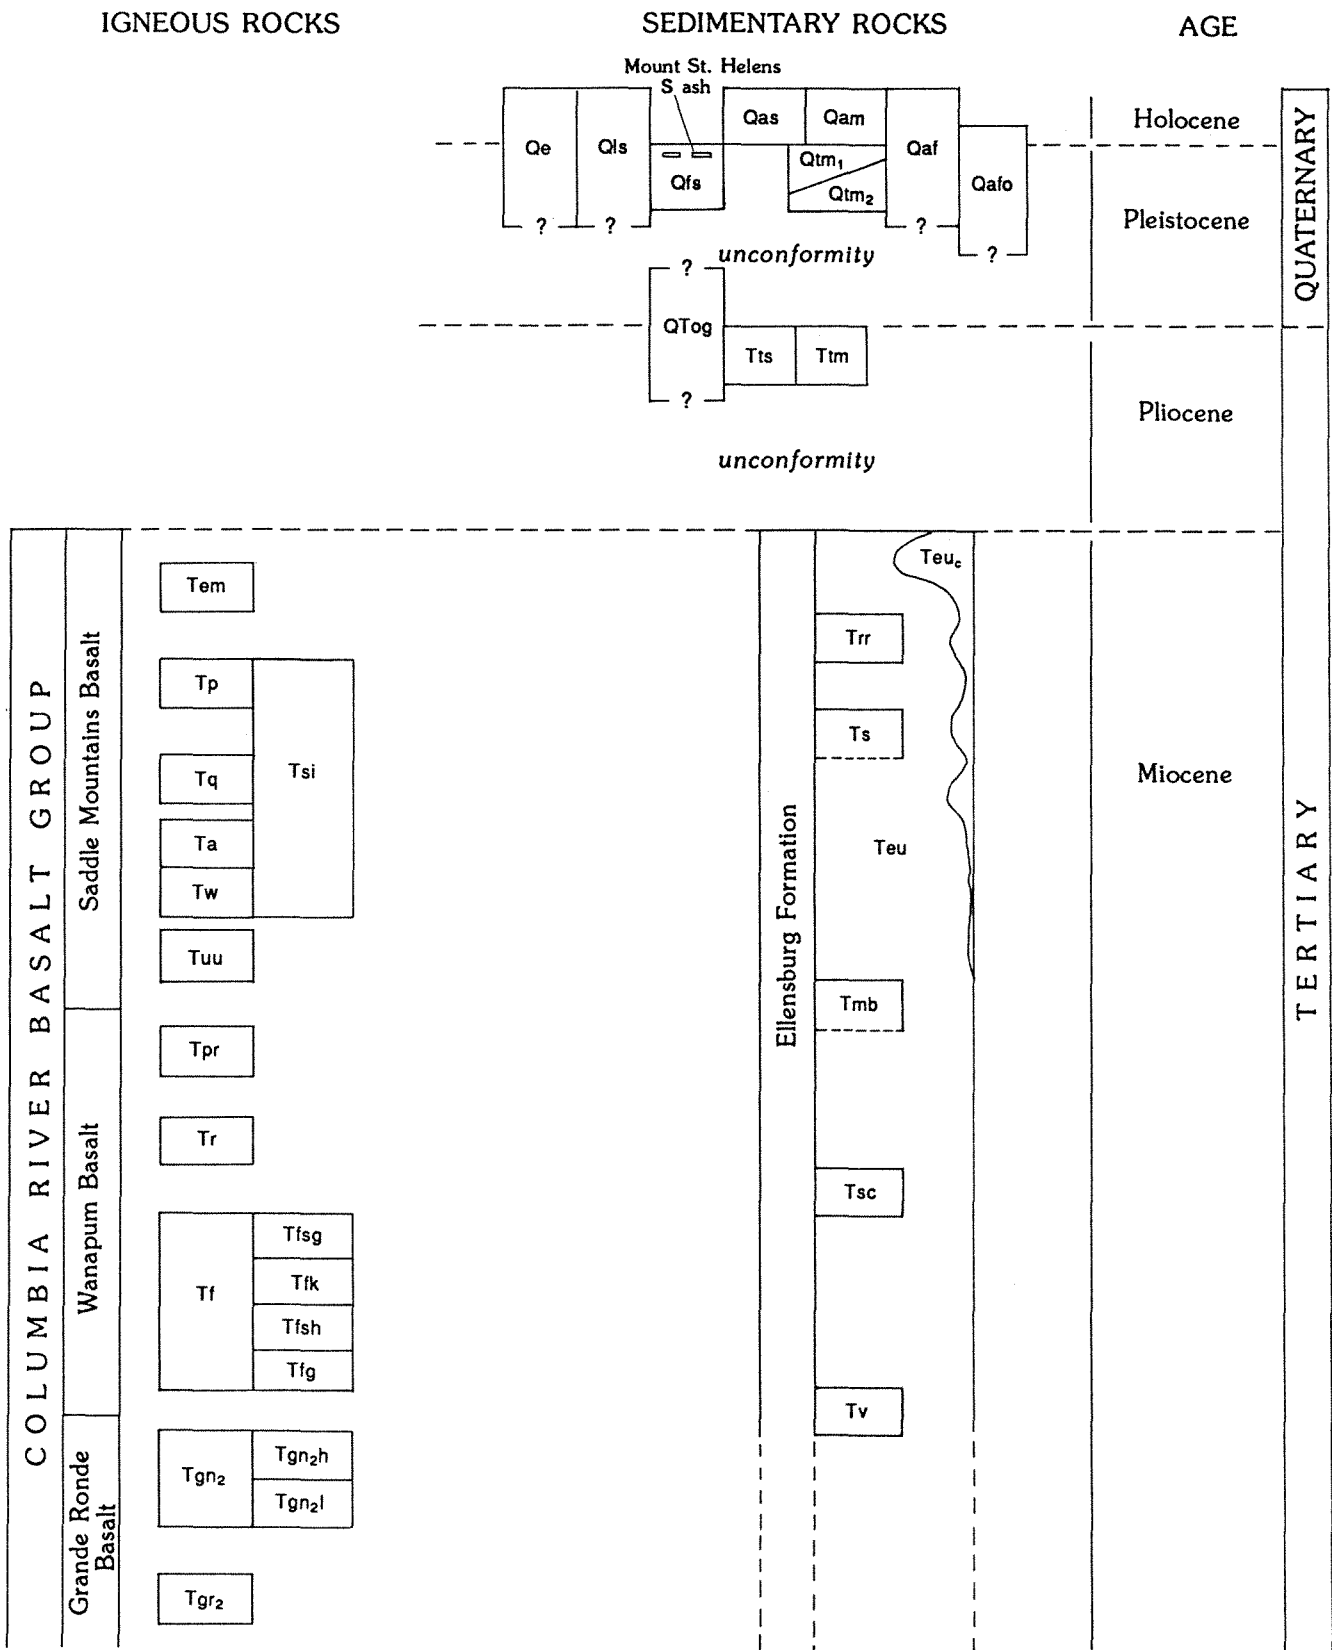 IGNEOUS ROCKS
SEDIMENTARY ROCKS
AGE
Mount St. Helens
S ash
Qe
Qls
Qfs
Qas
Qam
Qtm₁
Qtm₂
Qaf
Qafo
Holocene
Pleistocene
QUATERNARY
?
?
?
?
unconformity
?
QTog
Tts
Ttm
?
Pliocene
unconformity
COLUMBIA RIVER BASALT GROUP
Saddle Mountains Basalt
Tem
Tp
Tsi
Tq
Ta
Tw
Tuu
Wanapum Basalt
Tpr
Tr
Tf
Tfsg
Tfk
Tfsh
Tfg
Grande Ronde
Basalt
Tgn₂
Tgn₂h
Tgn₂l
Tgr₂
Ellensburg Formation
Teu꜀
Trr
Ts
Teu
Tmb
Tsc
Tv
Miocene
TERTIARY